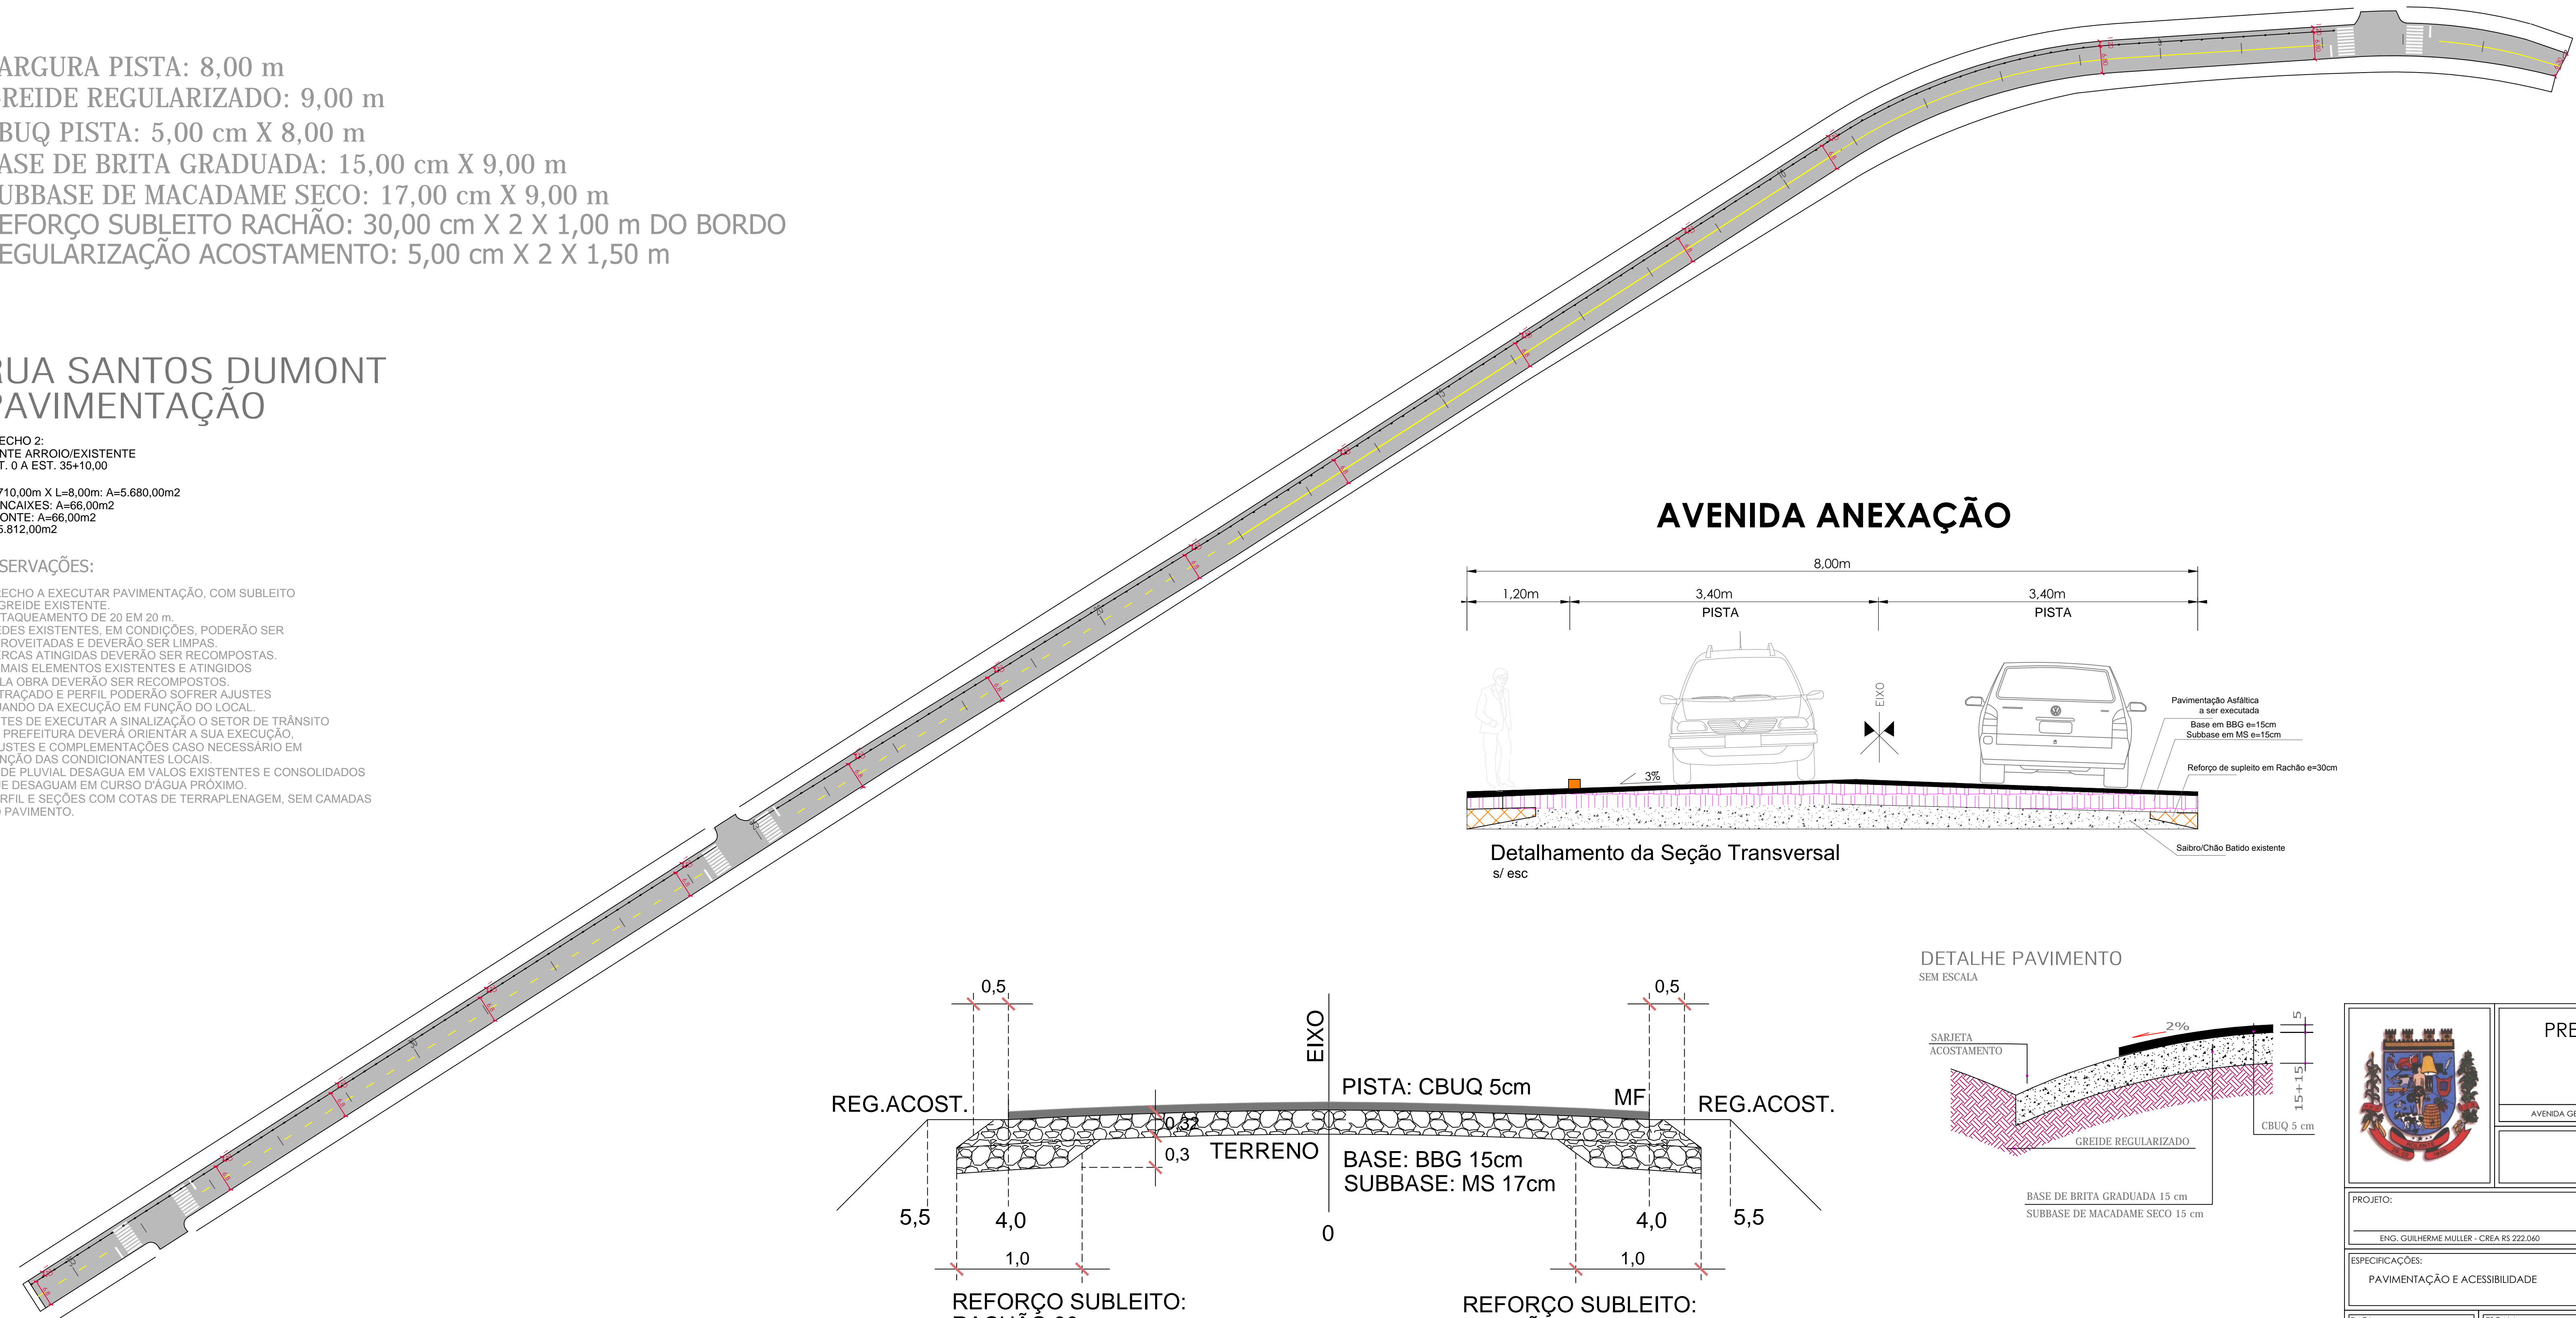 ARGURA PISTA: 8,00 m
REIDE REGULARIZADO: 9,00 m
BUQ PISTA: 5,00 cm X 8,00 m
ASE DE BRITA GRADUADA: 15,00 cm X 9,00 m
UBBASE DE MACADAME SECO: 17,00 cm X 9,00 m
EFORÇO SUBLEITO RACHÃO: 30,00 cm X 2 X 1,00 m DO BORDO
EGULARIZAÇÃO ACOSTAMENTO: 5,00 cm X 2 X 1,50 m
RUA SANTOS DUMONT
PAVIMENTAÇÃO
ECHO 2:
NTE ARROIO/EXISTENTE
T. 0 A EST. 35+10,00
710,00m X L=8,00m: A=5.680,00m2
NCAIXES: A=66,00m2
ONTE: A=66,00m2
5.812,00m2
SERVAÇÕES:
RECHO A EXECUTAR PAVIMENTAÇÃO, COM SUBLEITO
GREIDE EXISTENTE.
TAQUEAMENTO DE 20 EM 20 m.
EDES EXISTENTES, EM CONDIÇÕES, PODERÃO SER
ROVEITADAS E DEVERÃO SER LIMPAS.
ERCAS ATINGIDAS DEVERÃO SER RECOMPOSTAS.
MAIS ELEMENTOS EXISTENTES E ATINGIDOS
LA OBRA DEVERÃO SER RECOMPOSTOS.
TRAÇADO E PERFIL PODERÃO SOFRER AJUSTES
UANDO DA EXECUÇÃO EM FUNÇÃO DO LOCAL.
TES DE EXECUTAR A SINALIZAÇÃO O SETOR DE TRÂNSITO
PREFEITURA DEVERÁ ORIENTAR A SUA EXECUÇÃO,
USTES E COMPLEMENTAÇÕES CASO NECESSÁRIO EM
NÇÃO DAS CONDICIONANTES LOCAIS.
DE PLUVIAL DESAGUA EM VALOS EXISTENTES E CONSOLIDADOS
E DESAGUAM EM CURSO D'ÁGUA PRÓXIMO.
RFIL E SEÇÕES COM COTAS DE TERRAPLENAGEM, SEM CAMADAS
PAVIMENTO.
AVENIDA ANEXAÇÃO
8,00m
1,20m 3,40m 3,40m
PISTA PISTA
EIXO
3%
Pavimentação Asfáltica
a ser executada
Base em BBG e=15cm
Subbase em MS e=15cm
Reforço de supleito em Rachão e=30cm
Saibro/Chão Batido existente
Detalhamento da Seção Transversal
s/ esc
0,5 0,5
EIXO
PISTA: CBUQ 5cm
REG.ACOST. MF REG.ACOST.
0,32
0,3 TERRENO
BASE: BBG 15cm
SUBBASE: MS 17cm
5,5 4,0 0 4,0 5,5
1,0 1,0
REFORÇO SUBLEITO: REFORÇO SUBLEITO:
DETALHE PAVIMENTO
SEM ESCALA
SARJETA
ACOSTAMENTO
2%
5
15+15
CBUQ 5 cm
GREIDE REGULARIZADO
BASE DE BRITA GRADUADA 15 cm
SUBBASE DE MACADAME SECO 15 cm
PRE
AVENIDA GE
PROJETO:
ENG. GUILHERME MULLER - CREA RS 222.060
ESPECIFICAÇÕES:
PAVIMENTAÇÃO E ACESSIBILIDADE